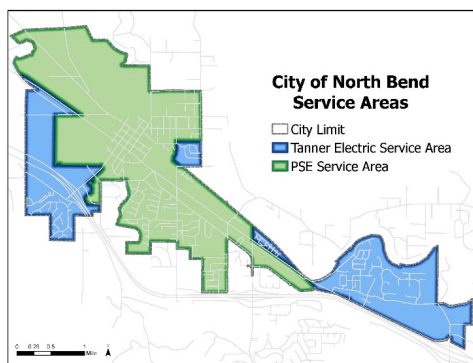 City of North Bend
Service Areas
City Limit
Tanner Electric Service Area
PSE Service Area
0 0.25 0.5 1
Mile